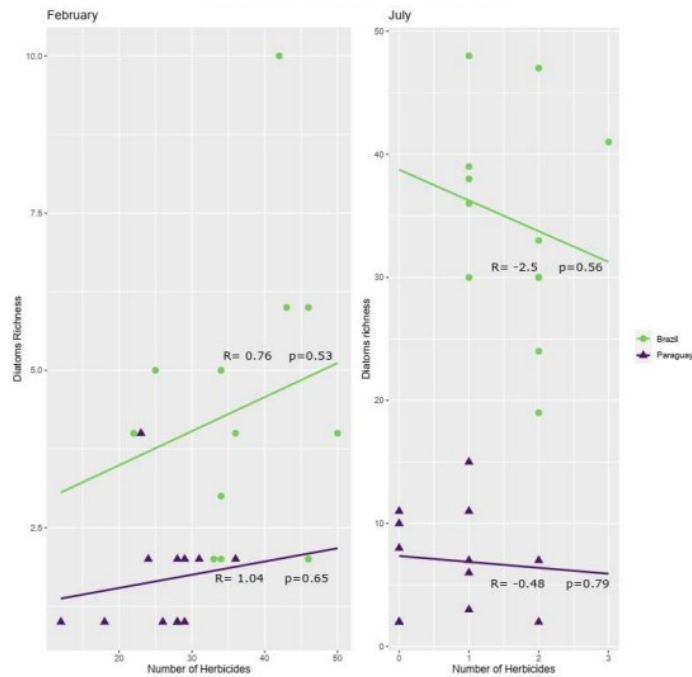 February
Diatoms Richness
10.0
7.5
5.0
2.5
R= 0.76 p=0.53
R= 1.04 p=0.65
20 30 40 50
Number of Herbicides
July
Diatoms richness
50
40
30
20
10
0
R= -2.5 p=0.56
R= -0.48 p=0.79
0 1 2 3
Number of Herbicides
Brazil
Paraguay